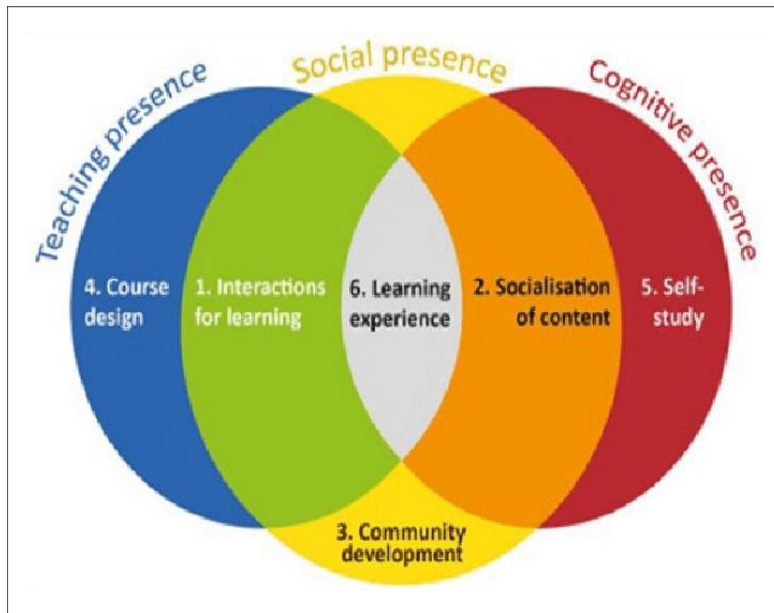 Teaching presence
Social presence
Cognitive presence
4. Course
design
1. Interactions
for learning
6. Learning
experience
2. Socialisation
of content
5. Self-
study
3. Community
development